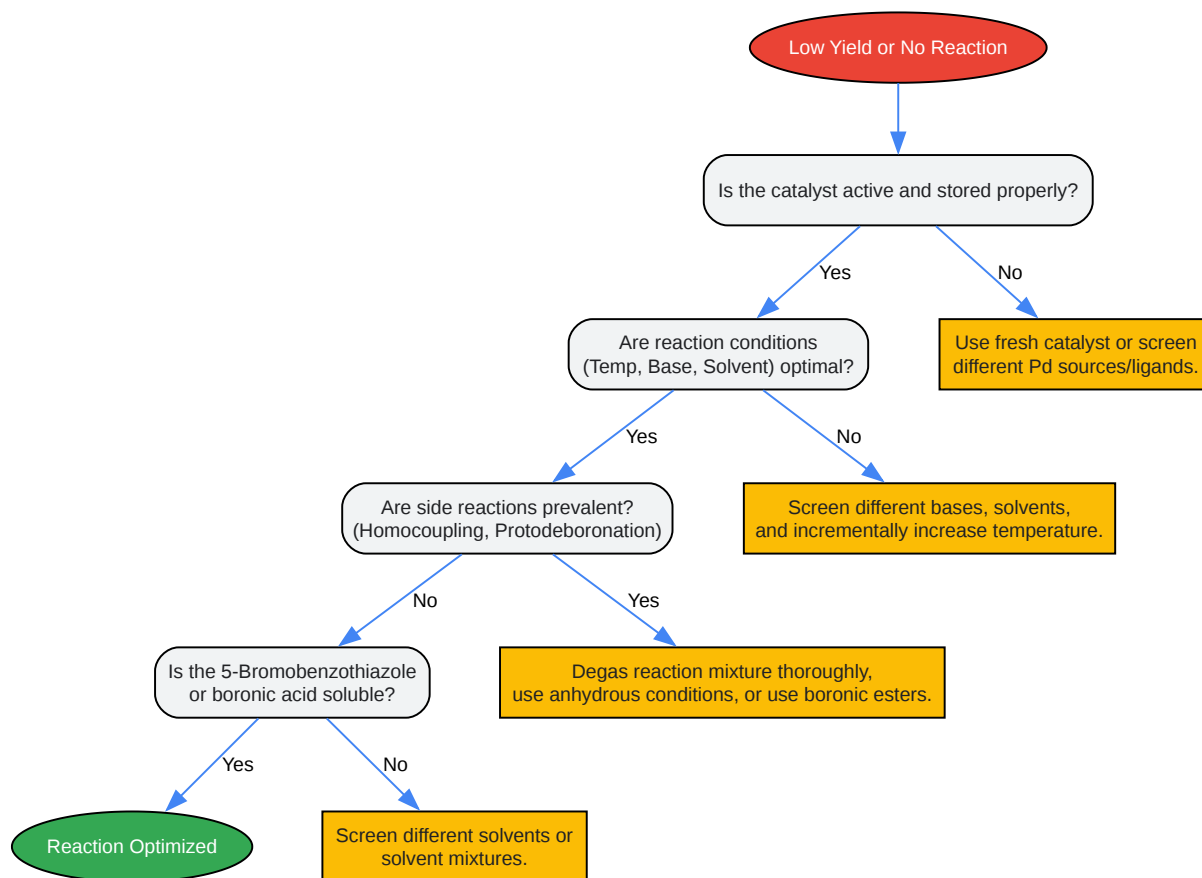 Low Yield or No Reaction
Is the catalyst active and stored properly?
Yes
No
Are reaction conditions
(Temp, Base, Solvent) optimal?
Use fresh catalyst or screen
different Pd sources/ligands.
Yes
No
Are side reactions prevalent?
(Homocoupling, Protodeboronation)
Screen different bases, solvents,
and incrementally increase temperature.
No
Yes
Is the 5-Bromobenzothiazole
or boronic acid soluble?
Degas reaction mixture thoroughly,
use anhydrous conditions, or use boronic esters.
Yes
No
Reaction Optimized
Screen different solvents or
solvent mixtures.